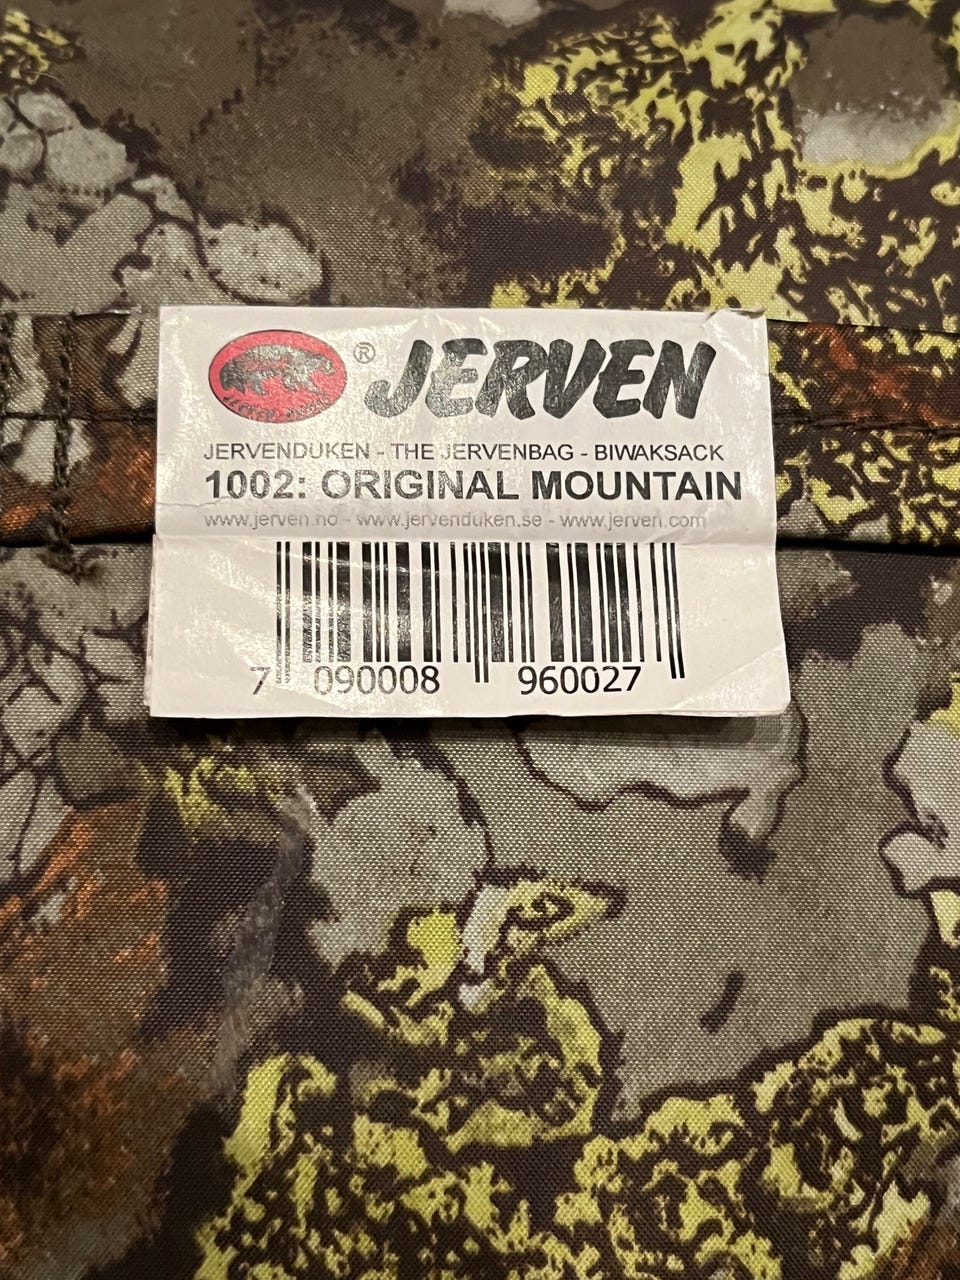 ® JERVEN
JERVENDUKEN - THE JERVENBAG - BIWAKSACK
1002: ORIGINAL MOUNTAIN
www.jerven.no - www.jervenduken.se - www.jerven.com
7 090008 960027